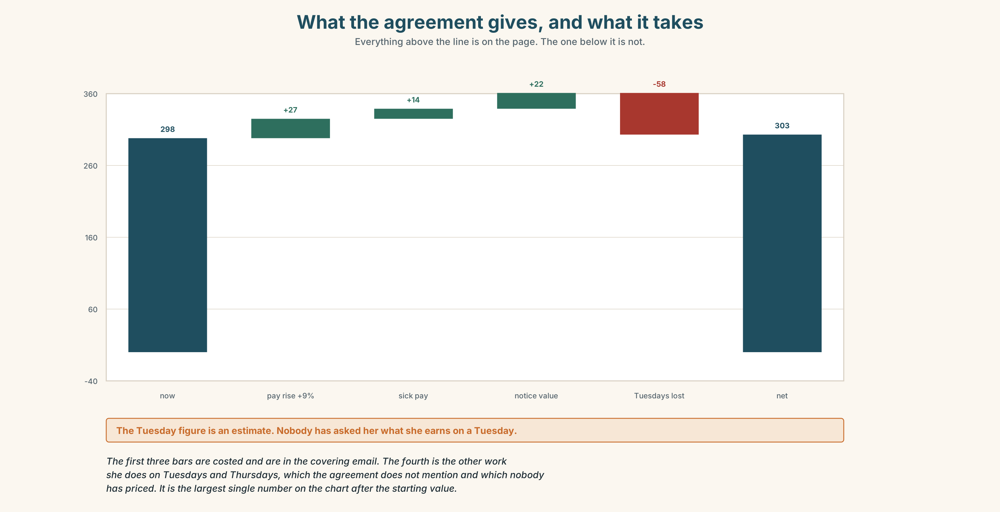 What the agreement gives, and what it takes
Everything above the line is on the page. The one below it is not.
+22
-58
360
+14
+27
298
303
260
160
60
-40
now
pay rise +9%
sick pay
notice value
Tuesdays lost
net
The Tuesday figure is an estimate. Nobody has asked her what she earns on a Tuesday.
The first three bars are costed and are in the covering email. The fourth is the other work
she does on Tuesdays and Thursdays, which the agreement does not mention and which nobody
has priced. It is the largest single number on the chart after the starting value.